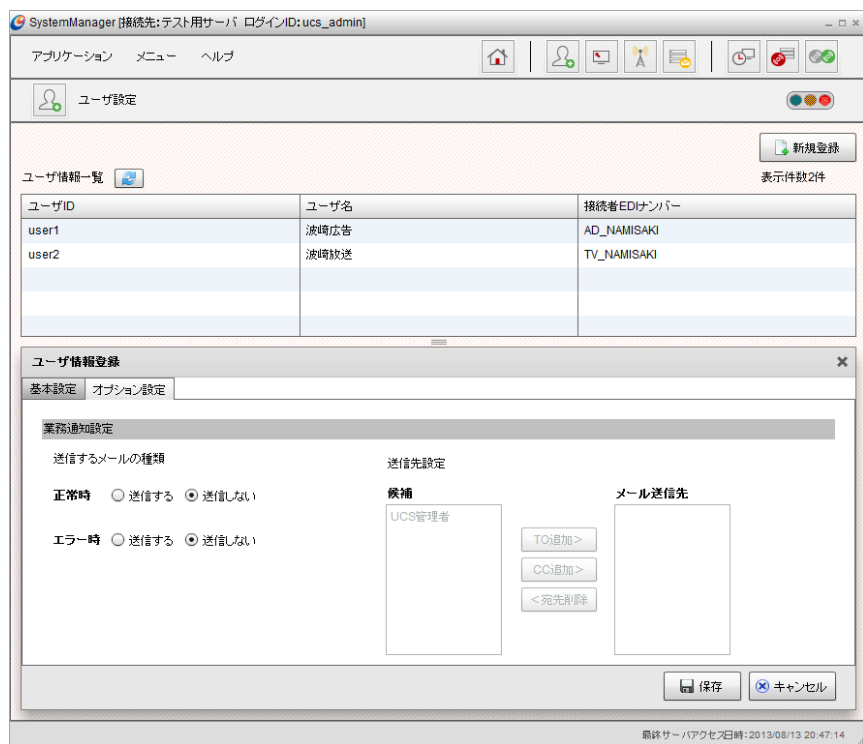 SystemManager [接続先:テスト用サーバ ログインID:ucs_admin]
アプリケーション メニュー ヘルプ
ユーザ設定
新規登録
ユーザ情報一覧 表示件数2件
ユーザID ユーザ名 接続者EDIナンバー
user1 波崎広告 AD_NAMISAKI
user2 波崎放送 TV_NAMISAKI
ユーザ情報登録
基本設定 オプション設定
業務通知設定
送信するメールの種類 送信先設定
正常時 送信する 送信しない 候補 メール送信先
UCS管理者
エラー時 送信する 送信しない TO追加>
CC追加>
<宛先削除
保存 キャンセル
最終サーバアクセス日時:2013/08/13 20:47:14